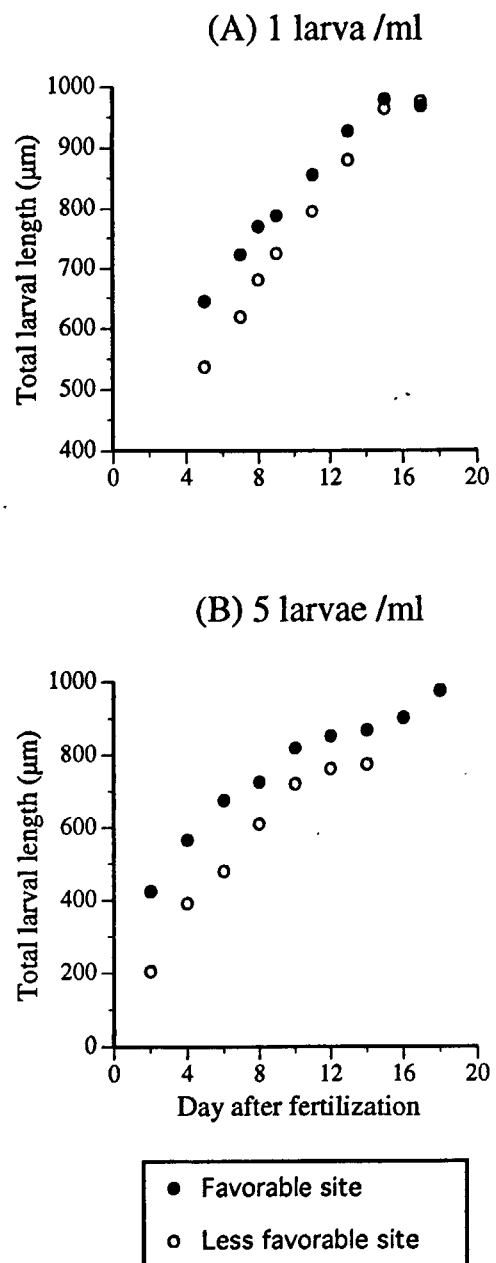 (A) 1 larva /ml
Total larval length (μm)
1000
900
800
700
600
500
400
0 4 8 12 16 20
(B) 5 larvae /ml
Total larval length (μm)
1000
800
600
400
200
0
0 4 8 12 16 20
Day after fertilization
Favorable site
Less favorable site